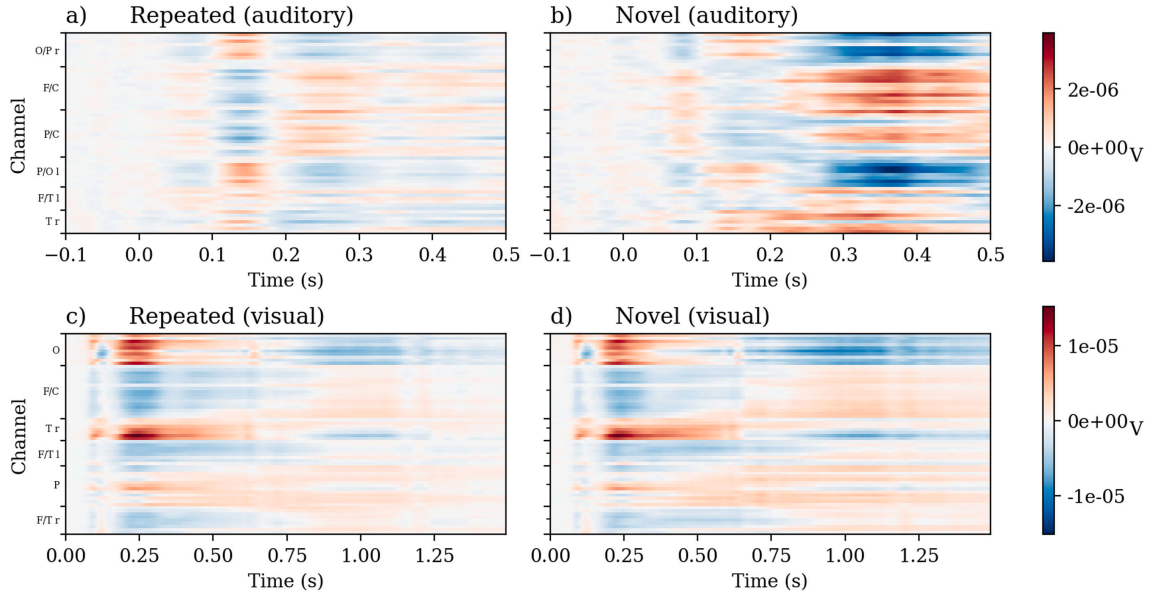 a) Repeated (auditory)
b) Novel (auditory)
Channel
O/P r
F/C
P/C
P/O l
F/T l
T r
−0.1 0.0 0.1 0.2 0.3 0.4 0.5
Time (s)
−0.1 0.0 0.1 0.2 0.3 0.4 0.5
Time (s)
2e-06
0e+00
-2e-06
V
c) Repeated (visual)
d) Novel (visual)
Channel
O
F/C
T r
F/T l
P
F/T r
0.00 0.25 0.50 0.75 1.00 1.25
Time (s)
0.00 0.25 0.50 0.75 1.00 1.25
Time (s)
1e-05
0e+00
-1e-05
V